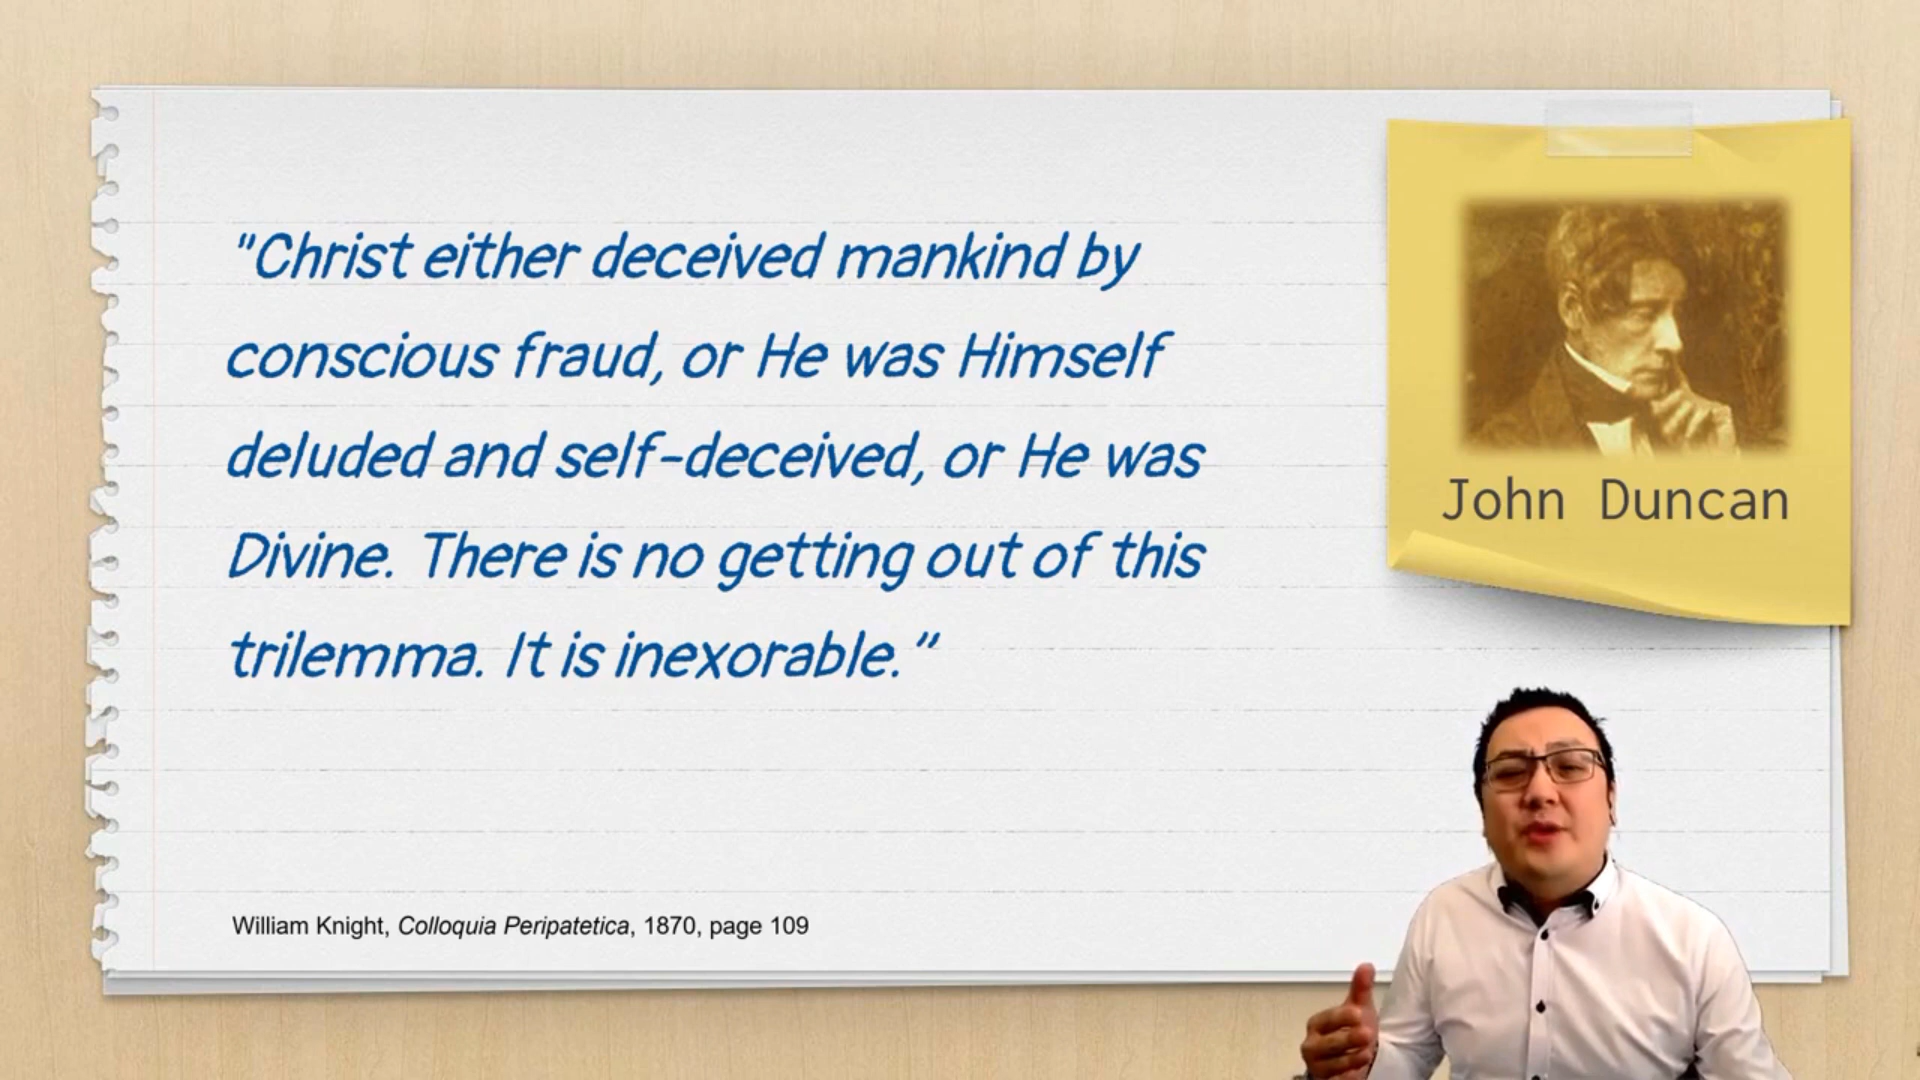 "Christ either deceived mankind by
conscious fraud, or He was Himself
deluded and self-deceived, or He was
Divine. There is no getting out of this
trilemma. It is inexorable."
John Duncan
William Knight, Colloquia Peripatetica, 1870, page 109